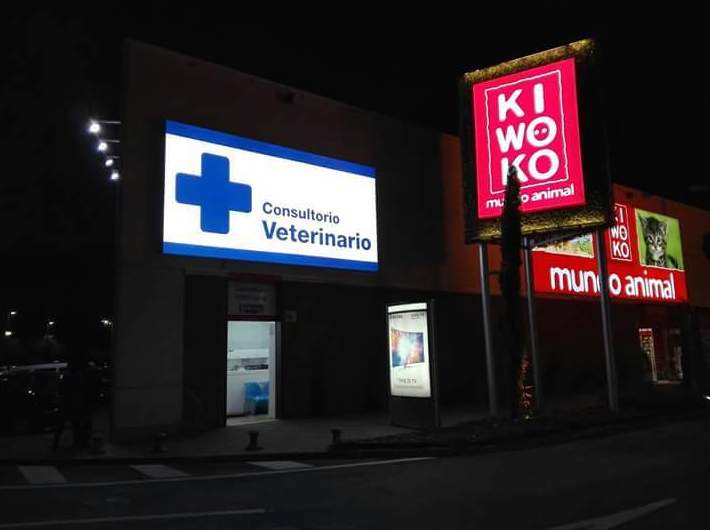 Consultorio
Veterinario
KI
WO
KO
mundo animal
KI
WO
KO
mundo animal